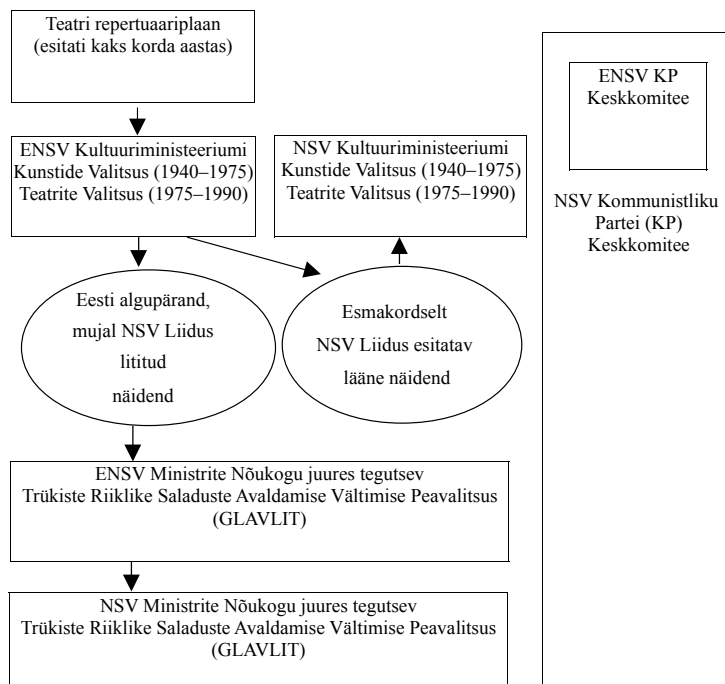 Teatri repertuaariplaan
(esitati kaks korda aastas)
ENSV Kultuuriministeeriumi
Kunstide Valitsus (1940–1975)
Teatrite Valitsus (1975–1990)
NSV Kultuuriministeeriumi
Kunstide Valitsus (1940–1975)
Teatrite Valitsus (1975–1990)
Eesti algupärand,
mujal NSV Liidus
lititud
näidend
Esmakordselt
NSV Liidus esitatav
lääne näidend
ENSV Ministrite Nõukogu juures tegutsev
Trükiste Riiklike Saladuste Avaldamise Vältimise Peavalitsus
(GLAVLIT)
NSV Ministrite Nõukogu juures tegutsev
Trükiste Riiklike Saladuste Avaldamise Vältimise Peavalitsus
(GLAVLIT)
ENSV KP
Keskkomitee
NSV Kommunistliku
Partei (KP)
Keskkomitee